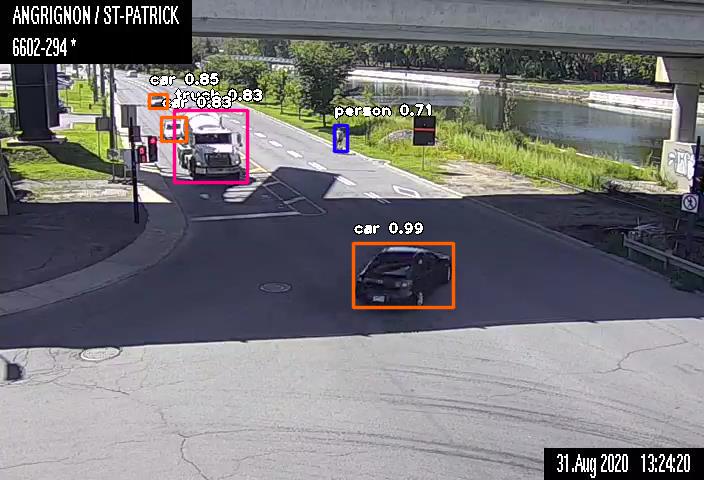 ANGRIGNON / ST-PATRICK
6602-294 *
car 0.85
truck 0.83
car 0.83
person 0.71
car 0.99
31.Aug 2020 13:24:20